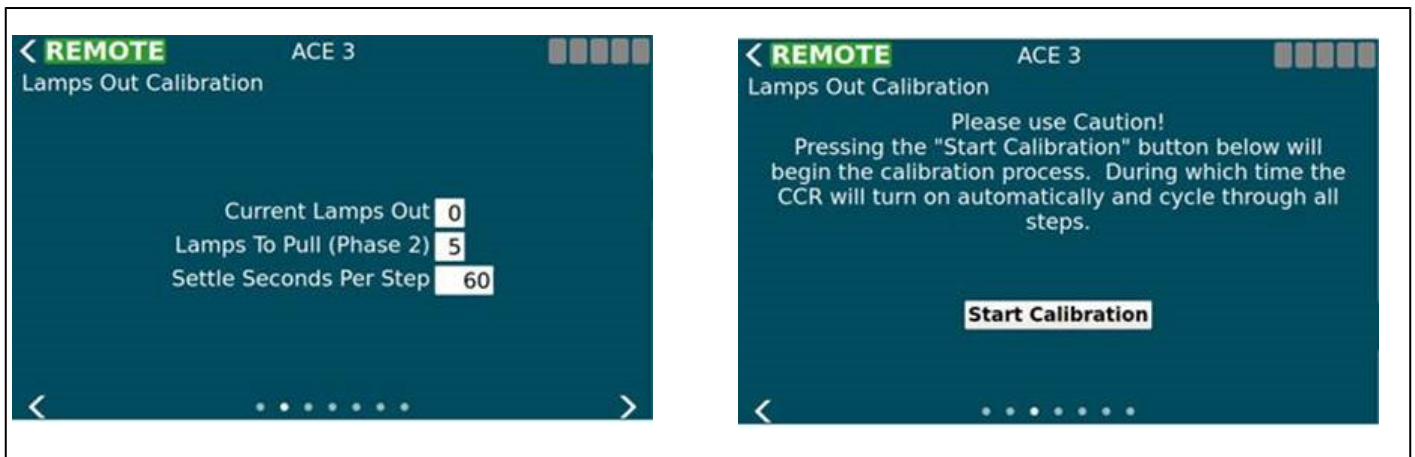 REMOTE ACE 3
Lamps Out Calibration
Current Lamps Out 0
Lamps To Pull (Phase 2) 5
Settle Seconds Per Step 60
REMOTE ACE 3
Lamps Out Calibration
Please use Caution!
Pressing the "Start Calibration" button below will
begin the calibration process. During which time the
CCR will turn on automatically and cycle through all
steps.
Start Calibration